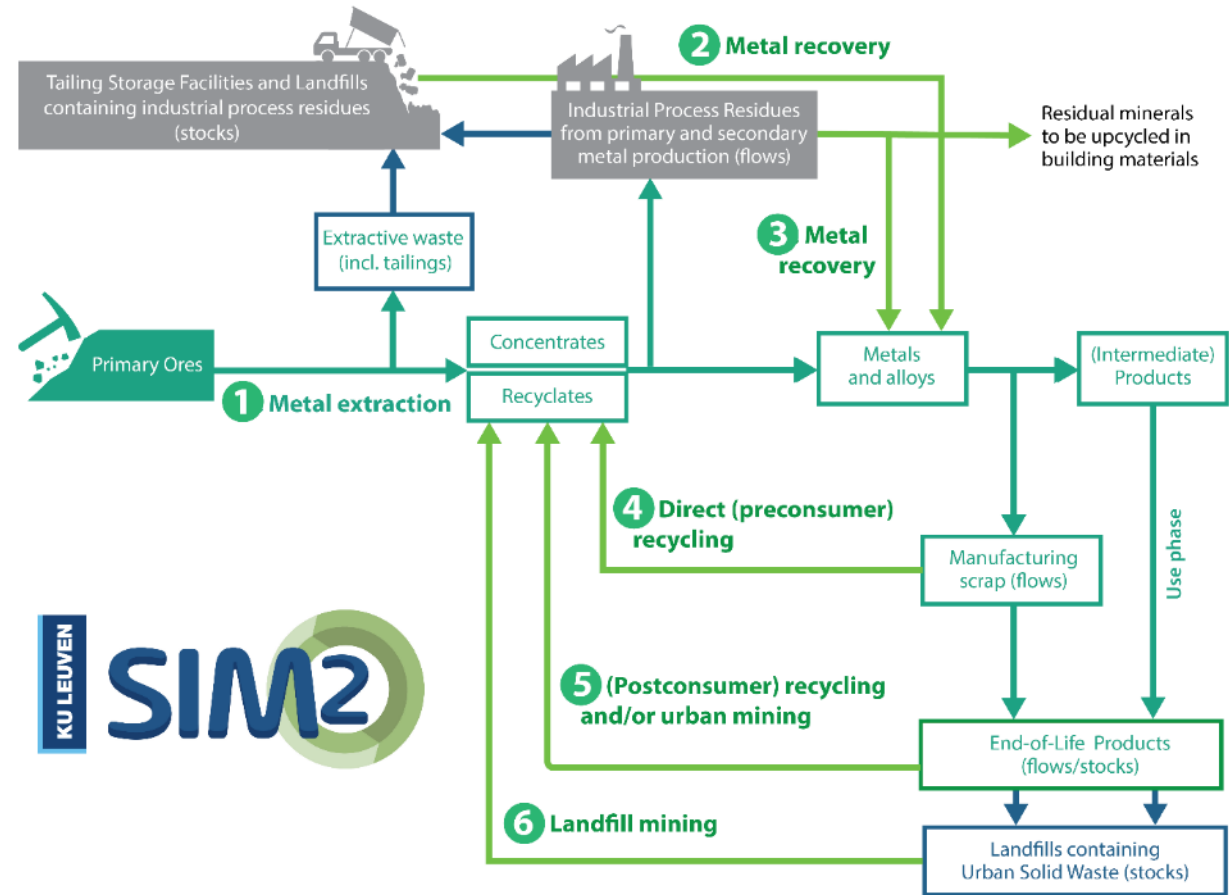 2 Metal recovery
Tailing Storage Facilities and Landfills
containing industrial process residues
(stocks)
Industrial Process Residues
from primary and secondary
metal production (flows)
Residual minerals
to be upcycled in
building materials
Extractive waste
(incl. tailings)
3 Metal
recovery
Primary Ores
Concentrates
Recyclates
Metals
and alloys
(Intermediate)
Products
1 Metal extraction
4 Direct (preconsumer)
recycling
Manufacturing
scrap (flows)
Use phase
KU LEUVEN
SIM2
5 (Postconsumer) recycling
and/or urban mining
End-of-Life Products
(flows/stocks)
6 Landfill mining
Landfills containing
Urban Solid Waste (stocks)